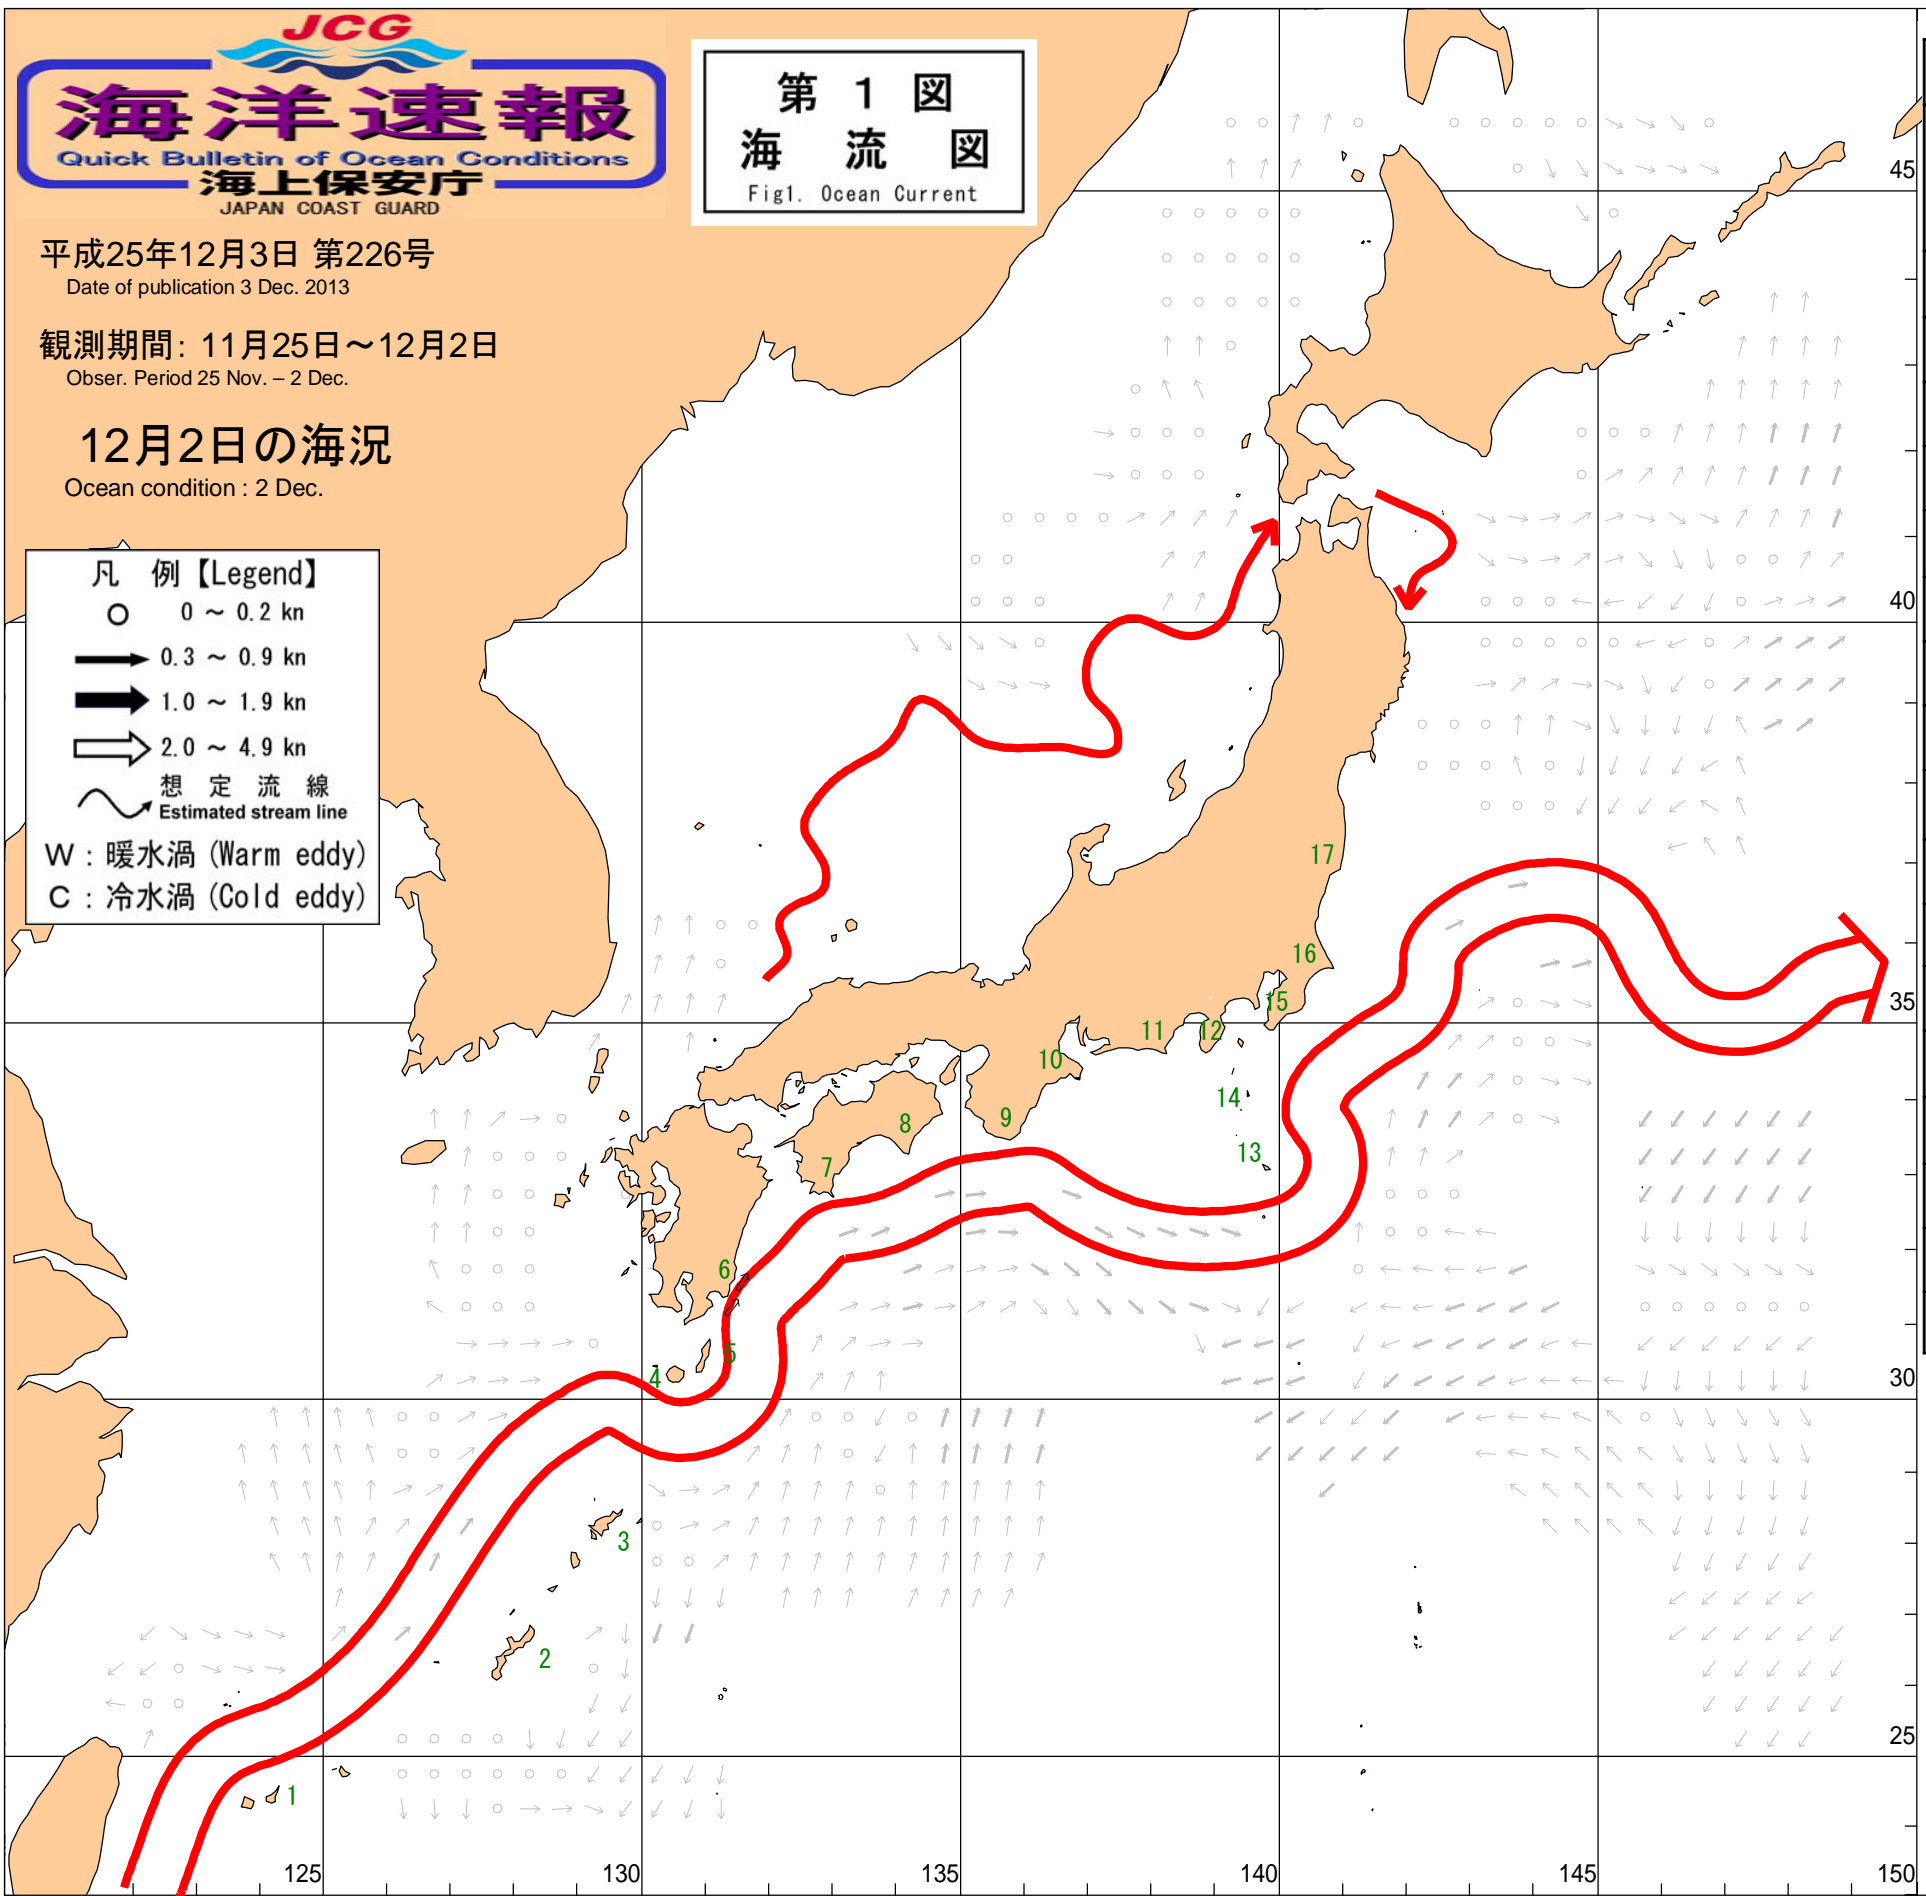 JCG
海洋速報
Quick Bulletin of Ocean Conditions
海上保安庁
JAPAN COAST GUARD
第 1 図
海 流 図
Fig1. Ocean Current
平成25年12月3日 第226号
Date of publication 3 Dec. 2013
観測期間: 11月25日~12月2日
Obser. Period 25 Nov. – 2 Dec.
12月2日の海況
Ocean condition : 2 Dec.
凡 例【Legend】
0 ~ 0.2 kn
0.3 ~ 0.9 kn
1.0 ~ 1.9 kn
2.0 ~ 4.9 kn
想 定 流 線
Estimated stream line
W : 暖水渦 (Warm eddy)
C : 冷水渦 (Cold eddy)
45
40
35
30
25
17
16
15
11
12
10
14
9
8
13
7
6
5
4
3
2
1
125
130
135
140
145
150